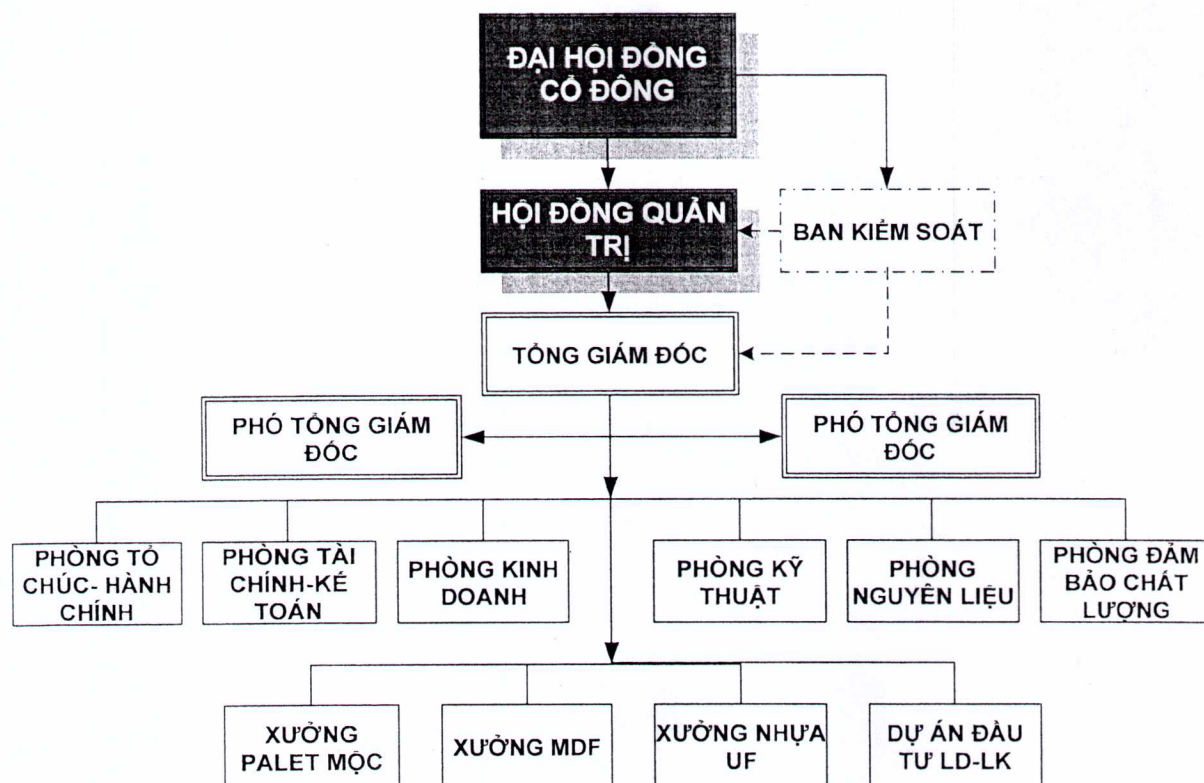 ĐẠI HỘI ĐỒNG
CỔ ĐÔNG
HỘI ĐỒNG QUẢN
TRỊ
BAN KIỂM SOÁT
TỔNG GIÁM ĐỐC
PHÓ TỔNG GIÁM
ĐỐC
PHÓ TỔNG GIÁM
ĐỐC
PHÒNG TỔ
CHÚC- HÀNH
CHÍNH
PHÒNG TÀI
CHÍNH-KẾ
TOÁN
PHÒNG KINH
DOANH
PHÒNG KỸ
THUẬT
PHÒNG
NGUYÊN LIỆU
PHÒNG ĐẢM
BẢO CHẤT
LƯỢNG
XƯỞNG
PALET MỘC
XƯỞNG MDF
XƯỞNG NHỰA
UF
DỰ ÁN ĐẦU
TƯ LD-LK